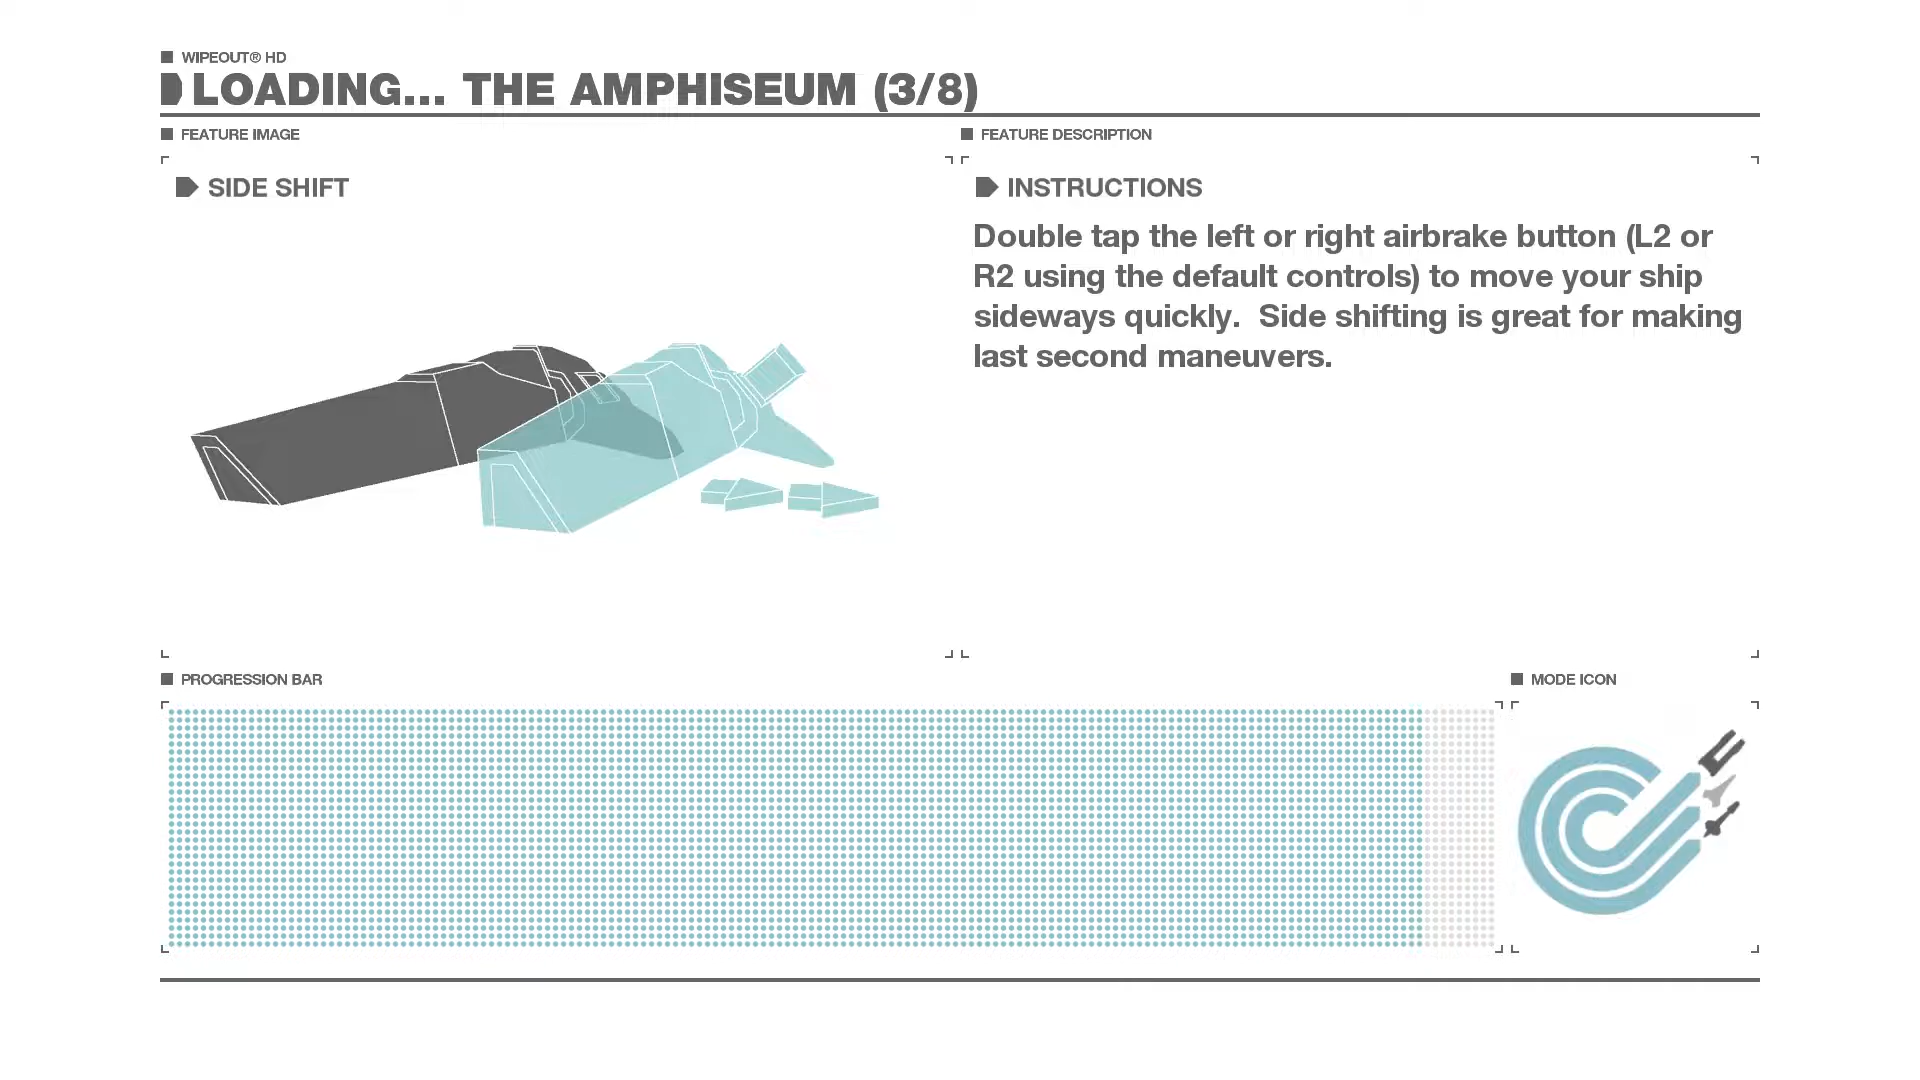 WIPEOUT® HD
LOADING... THE AMPHISEUM (3/8)
FEATURE IMAGE
FEATURE DESCRIPTION
SIDE SHIFT
INSTRUCTIONS
Double tap the left or right airbrake button (L2 or
R2 using the default controls) to move your ship
sideways quickly.  Side shifting is great for making
last second maneuvers.
PROGRESSION BAR
MODE ICON